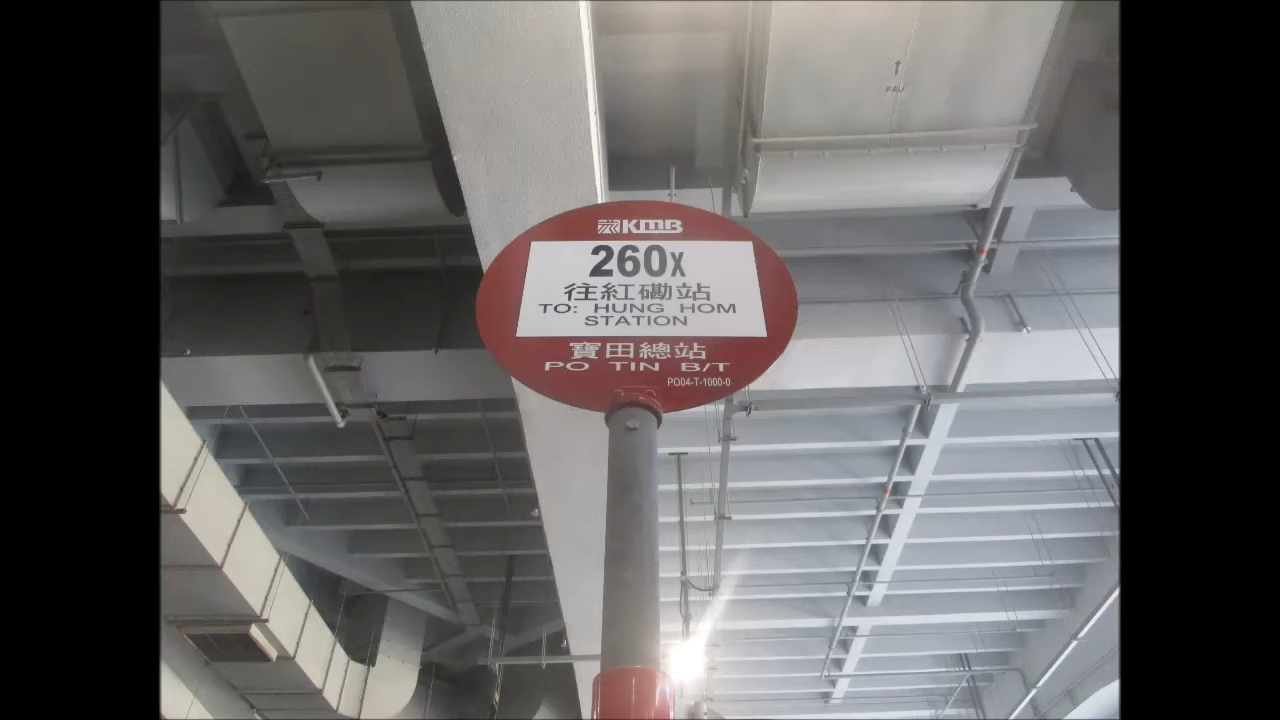 KMB
260X
往紅磡站
TO: HUNG HOM
STATION
寶田總站
PO TIN B/T
PO04-T-1000-0
FAD